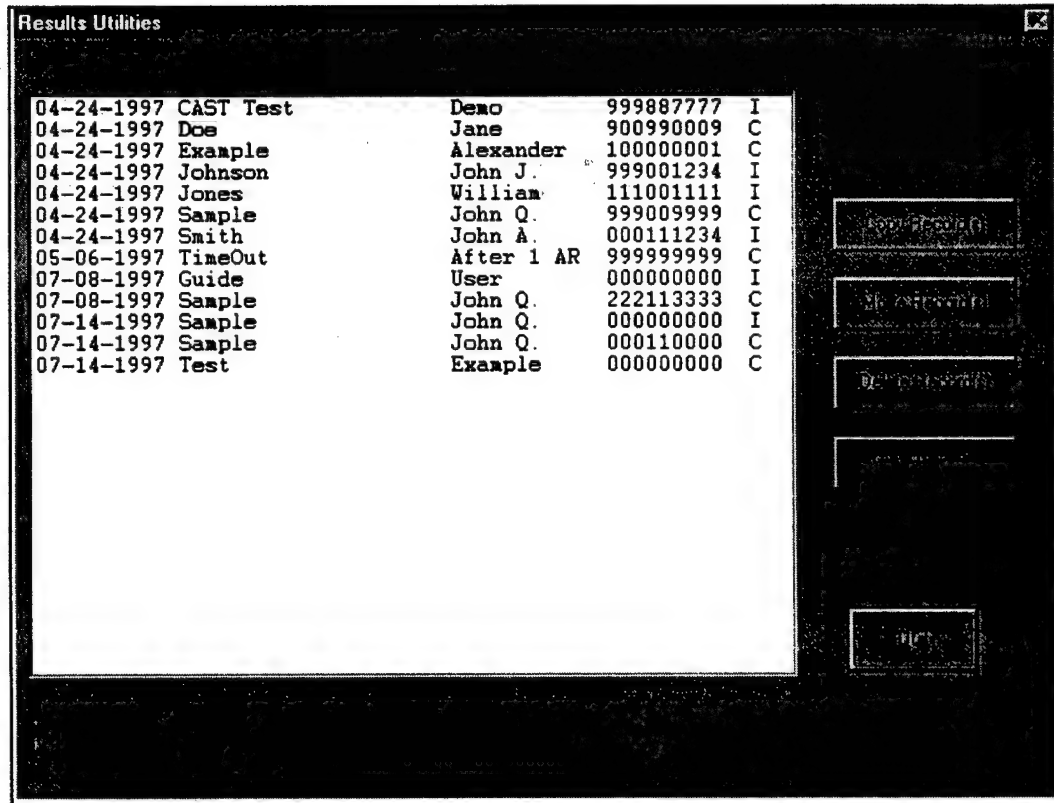 Results Utilities
04-24-1997 CAST Test Demo 999887777 I
04-24-1997 Doe Jane 900990009 C
04-24-1997 Example Alexander 100000001 C
04-24-1997 Johnson John J. 999001234 I
04-24-1997 Jones William 111001111 I
04-24-1997 Sample John Q. 999009999 C
04-24-1997 Smith John A. 000111234 I
05-06-1997 TimeOut After 1 AR 999999999 C
07-08-1997 Guide User 000000000 I
07-08-1997 Sample John Q. 222113333 C
07-14-1997 Sample John Q. 000000000 I
07-14-1997 Sample John Q. 000110000 C
07-14-1997 Test Example 000000000 C